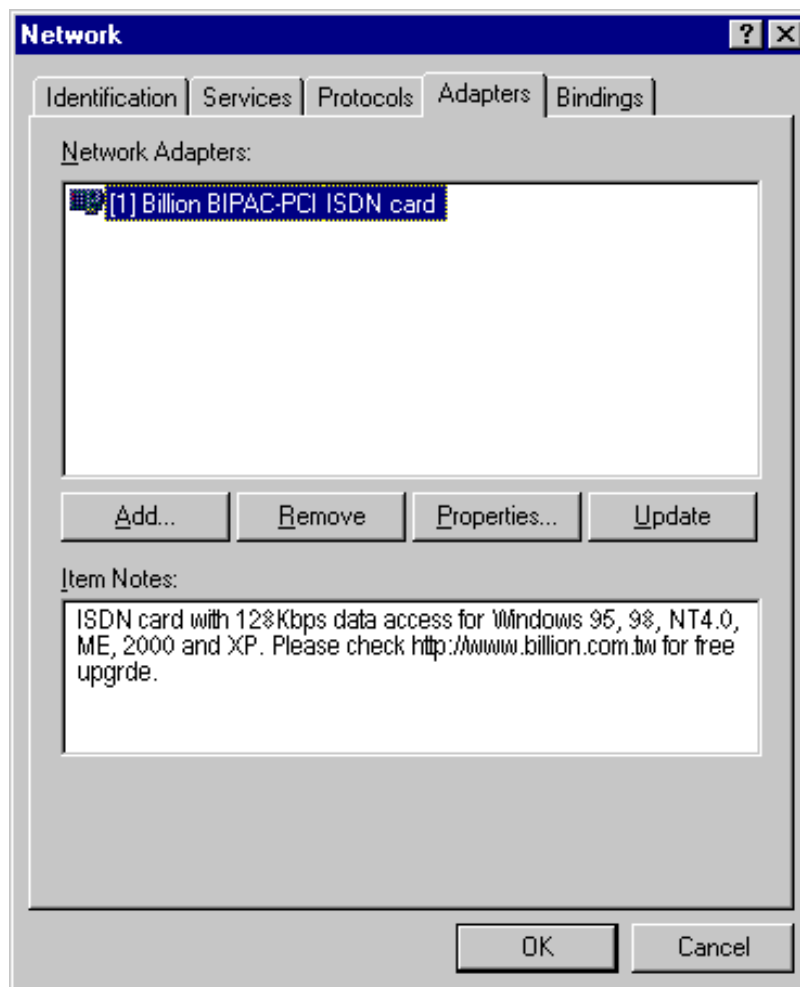 Network
Identification Services Protocols Adapters Bindings
Network Adapters:
[1] Billion BIPAC-PCI ISDN card
Add... Remove Properties... Update
Item Notes:
ISDN card with 128Kbps data access for Windows 95, 98, NT4.0,
ME, 2000 and XP. Please check http://www.billion.com.tw for free
upgrde.
OK Cancel